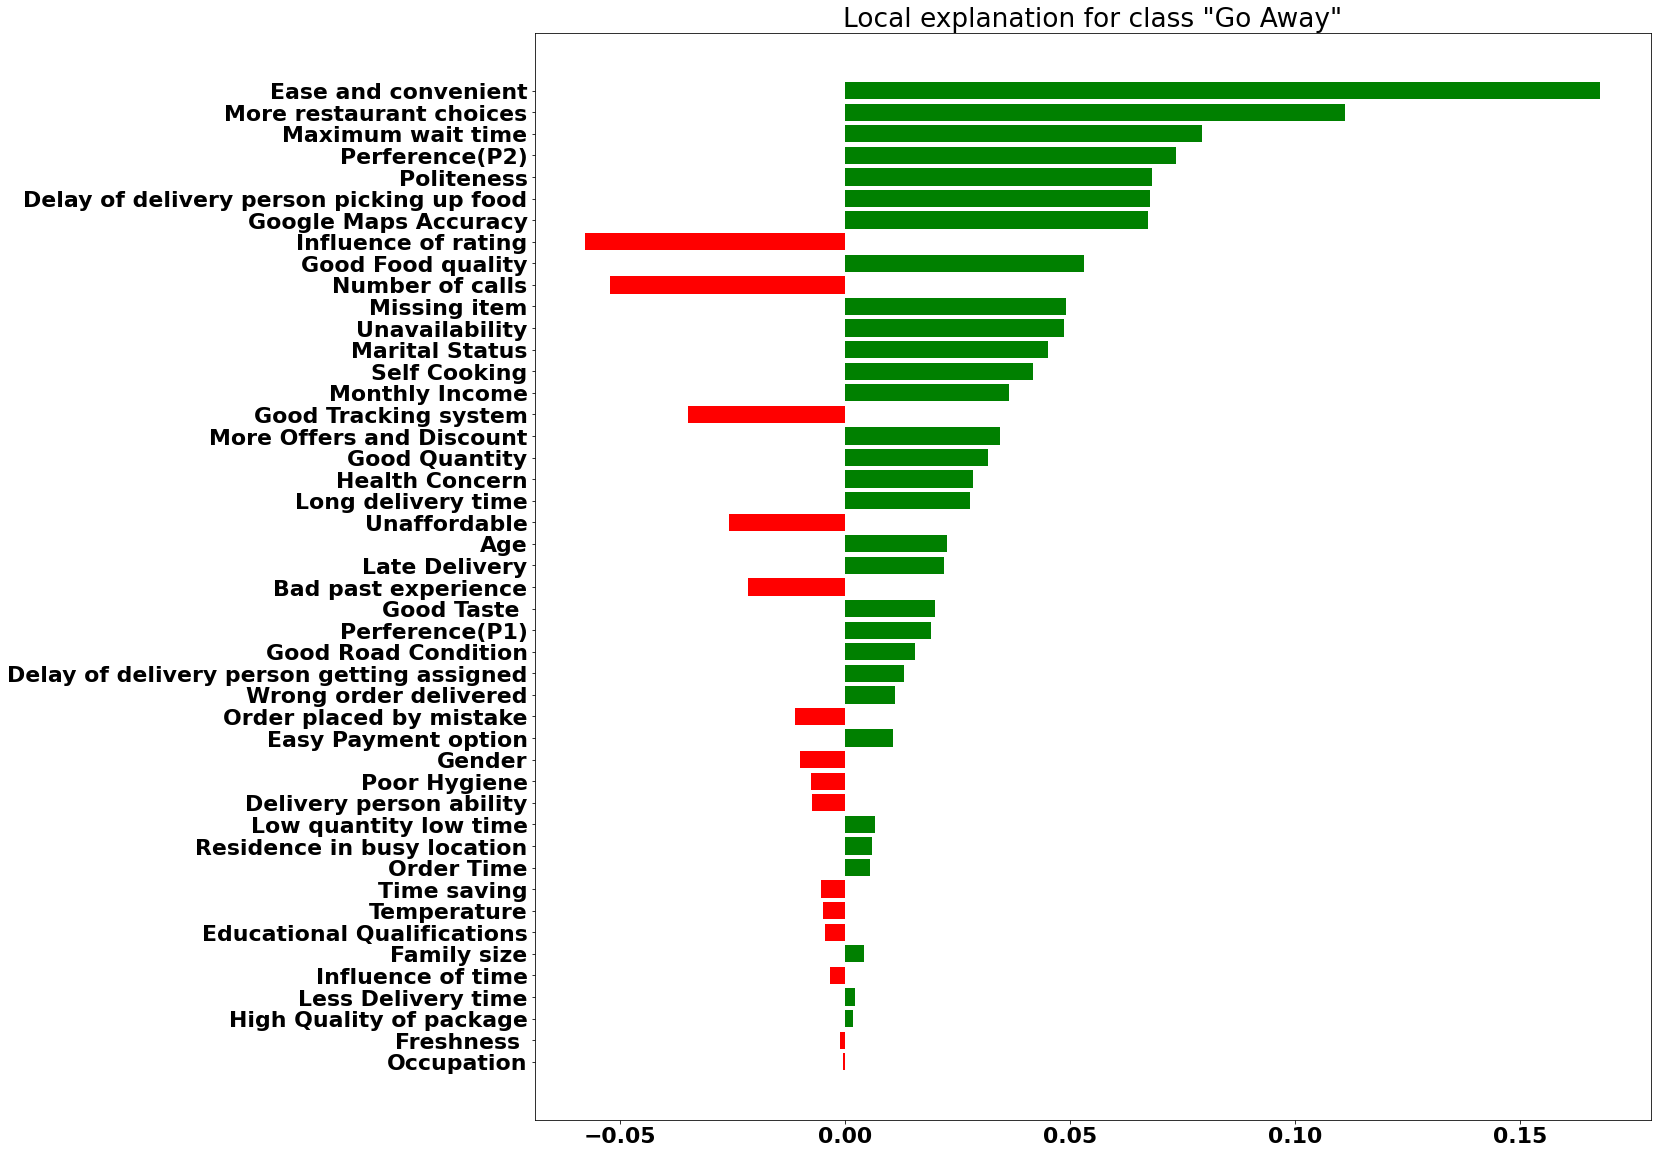 Local explanation for class "Go Away"
Ease and convenient
More restaurant choices
Maximum wait time
Perference(P2)
Politeness
Delay of delivery person picking up food
Google Maps Accuracy
Influence of rating
Good Food quality
Number of calls
Missing item
Unavailability
Marital Status
Self Cooking
Monthly Income
Good Tracking system
More Offers and Discount
Good Quantity
Health Concern
Long delivery time
Unaffordable
Age
Late Delivery
Bad past experience
Good Taste
Perference(P1)
Good Road Condition
Delay of delivery person getting assigned
Wrong order delivered
Order placed by mistake
Easy Payment option
Gender
Poor Hygiene
Delivery person ability
Low quantity low time
Residence in busy location
Order Time
Time saving
Temperature
Educational Qualifications
Family size
Influence of time
Less Delivery time
High Quality of package
Freshness
Occupation
−0.05 0.00 0.05 0.10 0.15